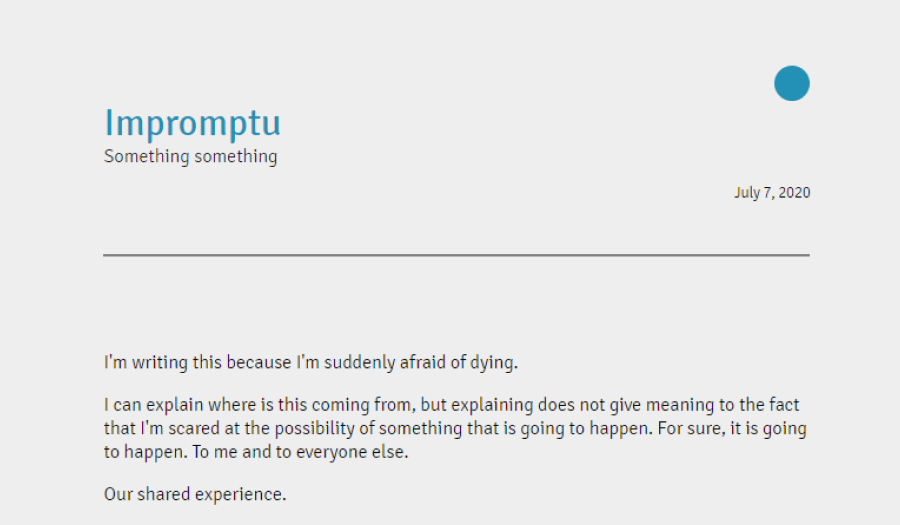 Impromptu
Something something
July 7, 2020
I'm writing this because I'm suddenly afraid of dying.
I can explain where is this coming from, but explaining does not give meaning to the fact
that I'm scared at the possibility of something that is going to happen. For sure, it is going
to happen. To me and to everyone else.
Our shared experience.